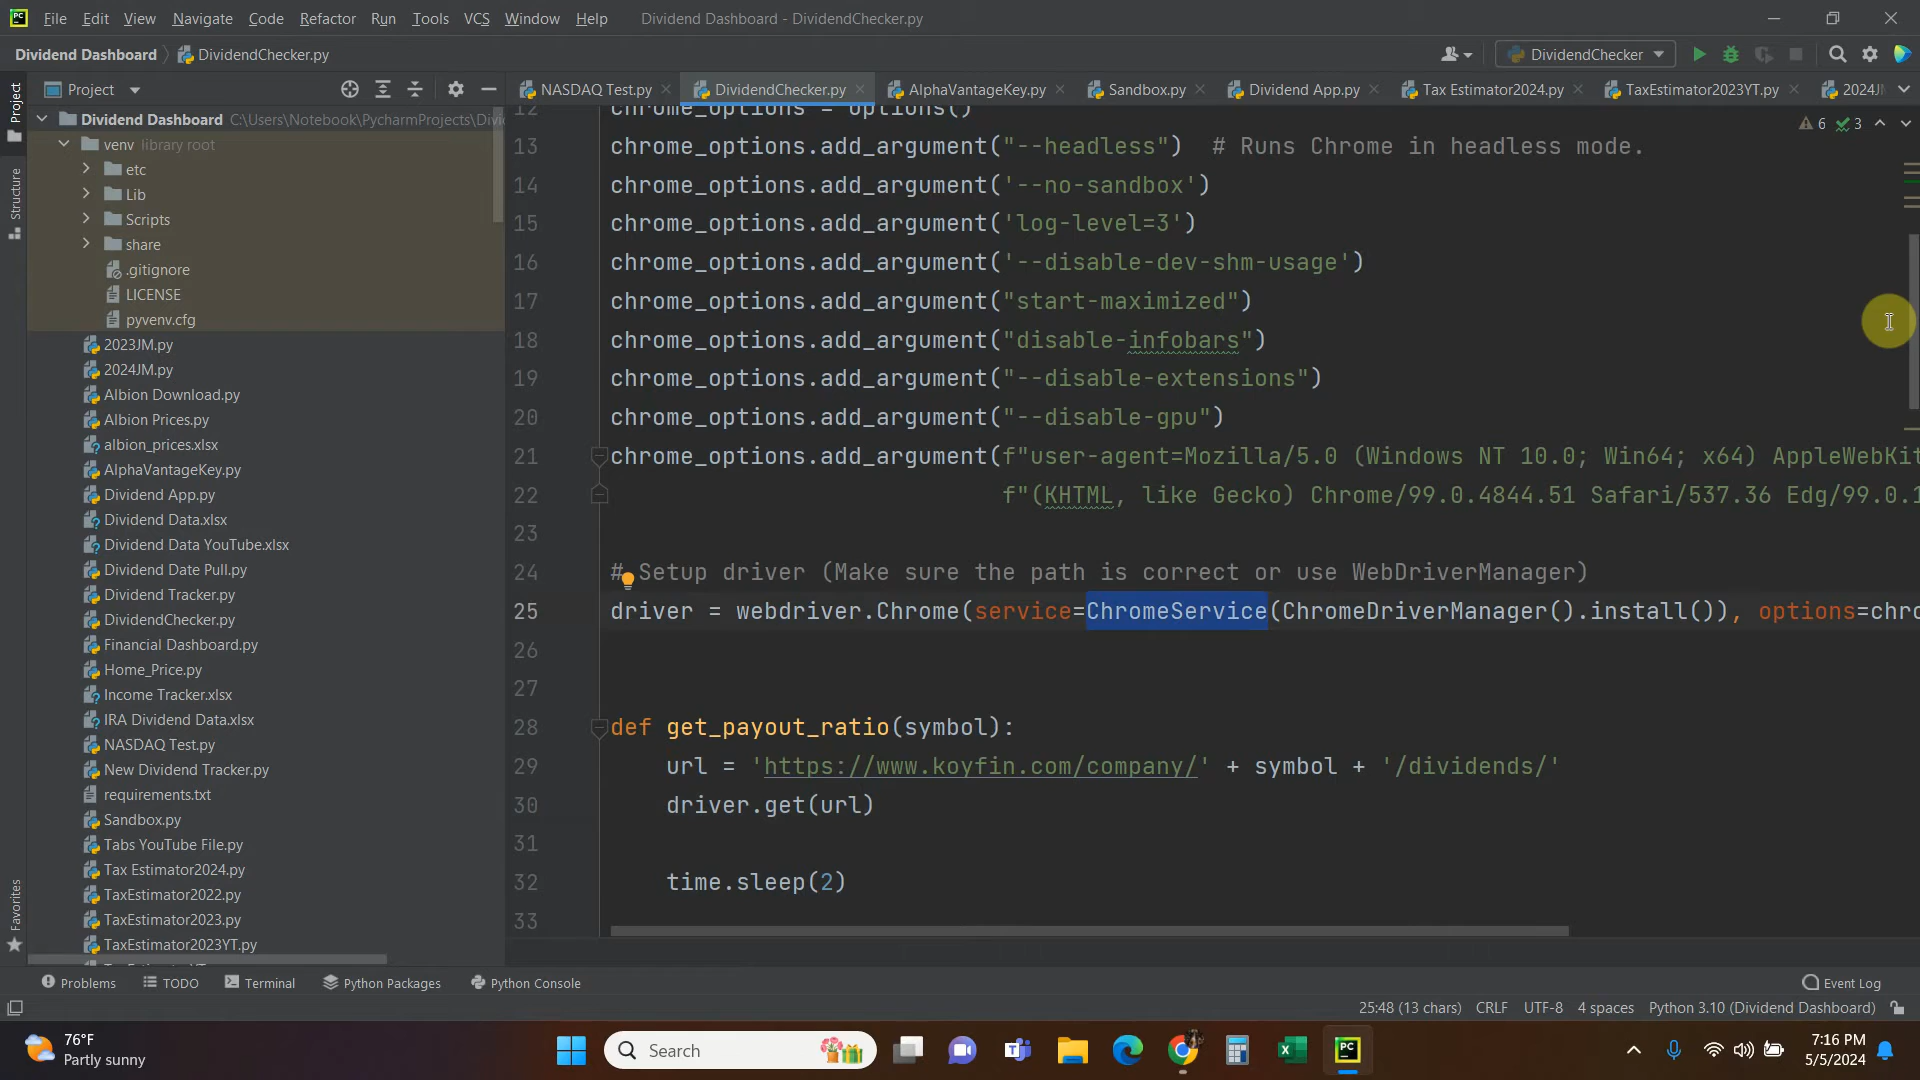 PC File Edit View Navigate Code Refactor Run Tools VCS Window Help Dividend Dashboard - DividendChecker.py
Dividend Dashboard DividendChecker.py DividendChecker
Project NASDAQ Test.py DividendChecker.py AlphaVantageKey.py Sandbox.py Dividend App.py Tax Estimator2024.py TaxEstimator2023YT.py
Project
Structure
Favorites
Dividend Dashboard C:\Users\Notebook\PycharmProjects\Divi
venv library root
etc
Lib
Scripts
share
.gitignore
LICENSE
pyvenv.cfg
2023JM.py
2024JM.py
Albion Download.py
Albion Prices.py
albion_prices.xlsx
AlphaVantageKey.py
Dividend App.py
Dividend Data.xlsx
Dividend Data YouTube.xlsx
Dividend Date Pull.py
Dividend Tracker.py
DividendChecker.py
Financial Dashboard.py
Home_Price.py
Income Tracker.xlsx
IRA Dividend Data.xlsx
NASDAQ Test.py
New Dividend Tracker.py
requirements.txt
Sandbox.py
Tabs YouTube File.py
Tax Estimator2024.py
TaxEstimator2022.py
TaxEstimator2023.py
TaxEstimator2023YT.py
6 3
12 chrome_options = Options()
13 chrome_options.add_argument("--headless")  # Runs Chrome in headless mode.
14 chrome_options.add_argument('--no-sandbox')
15 chrome_options.add_argument('log-level=3')
16 chrome_options.add_argument('--disable-dev-shm-usage')
17 chrome_options.add_argument("start-maximized")
18 chrome_options.add_argument("disable-infobars")
19 chrome_options.add_argument("--disable-extensions")
20 chrome_options.add_argument("--disable-gpu")
21 chrome_options.add_argument(f"user-agent=Mozilla/5.0 (Windows NT 10.0; Win64; x64) AppleWebKit
22 f"(KHTML, like Gecko) Chrome/99.0.4844.51 Safari/537.36 Edg/99.0.1
23
24 # Setup driver (Make sure the path is correct or use WebDriverManager)
25 driver = webdriver.Chrome(service=ChromeService(ChromeDriverManager().install()), options=chro
26
27
28 def get_payout_ratio(symbol):
29 url = 'https://www.koyfin.com/company/' + symbol + '/dividends/'
30 driver.get(url)
31
32 time.sleep(2)
33
Problems TODO Terminal Python Packages Python Console Event Log
25:48 (13 chars) CRLF UTF-8 4 spaces Python 3.10 (Dividend Dashboard)
76°F
Partly sunny
Search
7:16 PM
5/5/2024